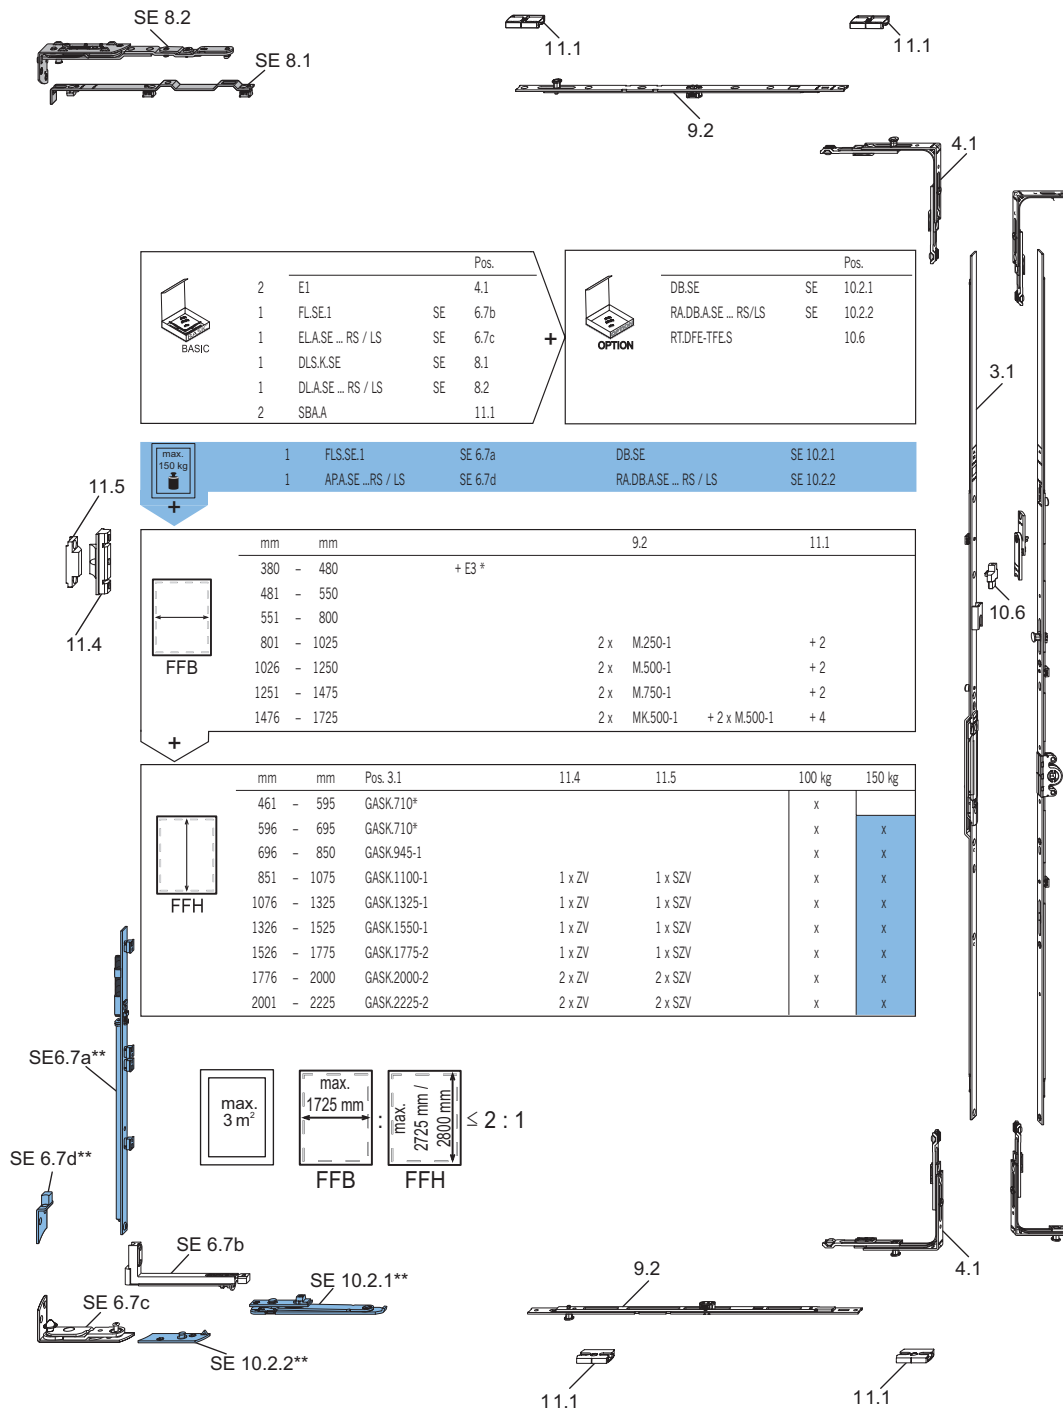 SE 8.2
SE 8.1
11.1
11.1
9.2
4.1
Pos.
2 E1 4.1
1 FL.SE.1 SE 6.7b
1 EL.A.SE ... RS / LS SE 6.7c
1 DLS.K.SE SE 8.1
1 DL.A.SE ... RS / LS SE 8.2
2 SBA.A 11.1
BASIC
+
Pos.
DB.SE SE 10.2.1
RA.DB.A.SE ... RS/LS SE 10.2.2
RT.DFE-TFE.S 10.6
OPTION
3.1
max.
150 kg
1 FLS.SE.1 SE 6.7a DB.SE SE 10.2.1
1 AP.A.SE ...RS / LS SE 6.7d RA.DB.A.SE ... RS / LS SE 10.2.2
+
11.5
11.4
10.6
mm mm 9.2 11.1
380 – 480 + E3 *
481 – 550
551 – 800
801 – 1025 2 x M.250-1 + 2
1026 – 1250 2 x M.500-1 + 2
1251 – 1475 2 x M.750-1 + 2
1476 – 1725 2 x MK.500-1 + 2 x M.500-1 + 4
FFB
+
mm mm Pos. 3.1 11.4 11.5 100 kg 150 kg
461 – 595 GASK.710* x
596 – 695 GASK.710* x x
696 – 850 GASK.945-1 x x
851 – 1075 GASK.1100-1 1 x ZV 1 x SZV x x
1076 – 1325 GASK.1325-1 1 x ZV 1 x SZV x x
1326 – 1525 GASK.1550-1 1 x ZV 1 x SZV x x
1526 – 1775 GASK.1775-2 1 x ZV 1 x SZV x x
1776 – 2000 GASK.2000-2 2 x ZV 2 x SZV x x
2001 – 2225 GASK.2225-2 2 x ZV 2 x SZV x x
FFH
SE6.7a**
max.
3 m²
max.
1725 mm
FFB
:
max.
2725 mm /
2800 mm
FFH
≤ 2 : 1
SE 6.7d**
SE 6.7b
SE 6.7c
SE 10.2.1**
SE 10.2.2**
9.2
4.1
11.1
11.1